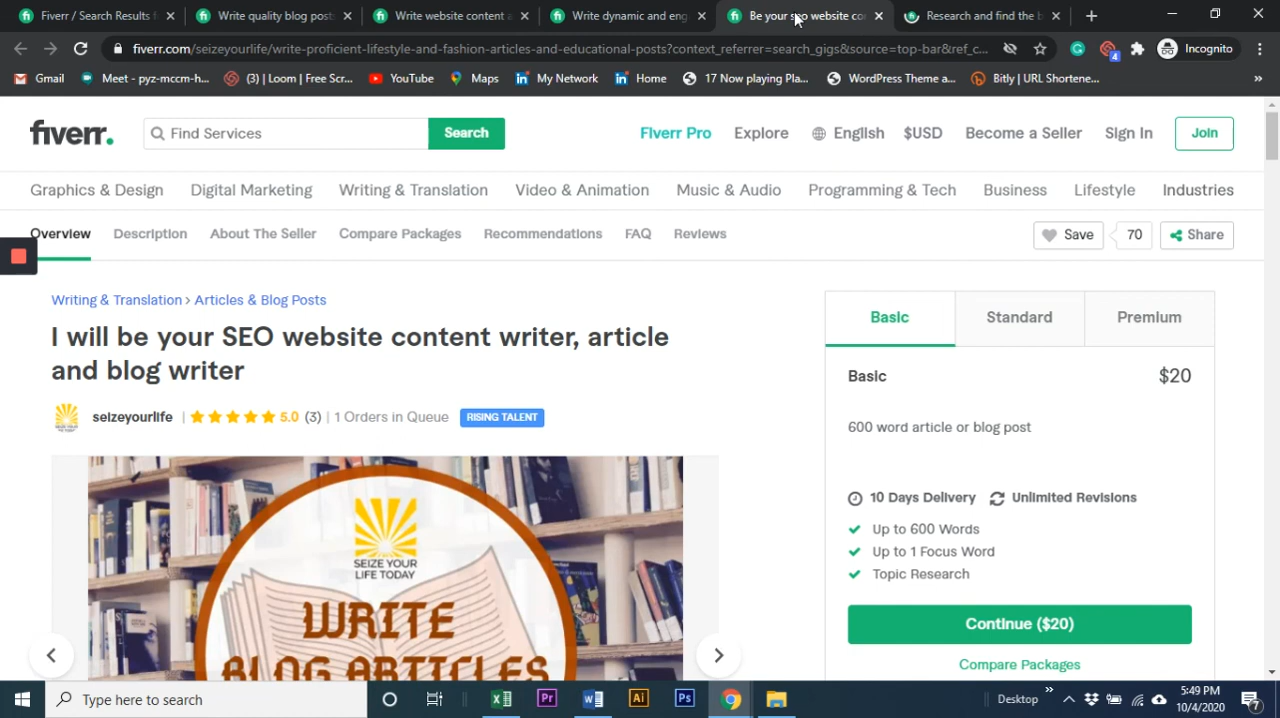 Fiverr / Search Results f
Write quality blog posts
Write website content a
Write dynamic and eng
Be your seo website co
Research and find the b
fiverr.com/seizeyourlife/write-proficient-lifestyle-and-fashion-articles-and-educational-posts?context_referrer=search_gigs&source=top-bar&ref_c...
4
Incognito
Gmail
Meet - pyz-mccm-h...
(3) | Loom | Free Scr...
YouTube
Maps
My Network
Home
17 Now playing Pla...
WordPress Theme a...
Bitly | URL Shortene...
»
fiverr.
Find Services
Search
Fiverr Pro
Explore
English
$USD
Become a Seller
Sign In
Join
Graphics & Design
Digital Marketing
Writing & Translation
Video & Animation
Music & Audio
Programming & Tech
Business
Lifestyle
Industries
Overview
Description
About The Seller
Compare Packages
Recommendations
FAQ
Reviews
Save
70
Share
Writing & Translation › Articles & Blog Posts
I will be your SEO website content writer, article
and blog writer
seizeyourlife | 5.0 (3) | 1 Orders in Queue RISING TALENT
SEIZE YOUR
LIFE TODAY
WRITE
BLOG ARTICLES
Basic
Standard
Premium
Basic
$20
600 word article or blog post
10 Days Delivery
Unlimited Revisions
Up to 600 Words
Up to 1 Focus Word
Topic Research
Continue ($20)
Compare Packages
Type here to search
Pr
Ai
Ps
Desktop
»
5:49 PM
10/4/2020
7